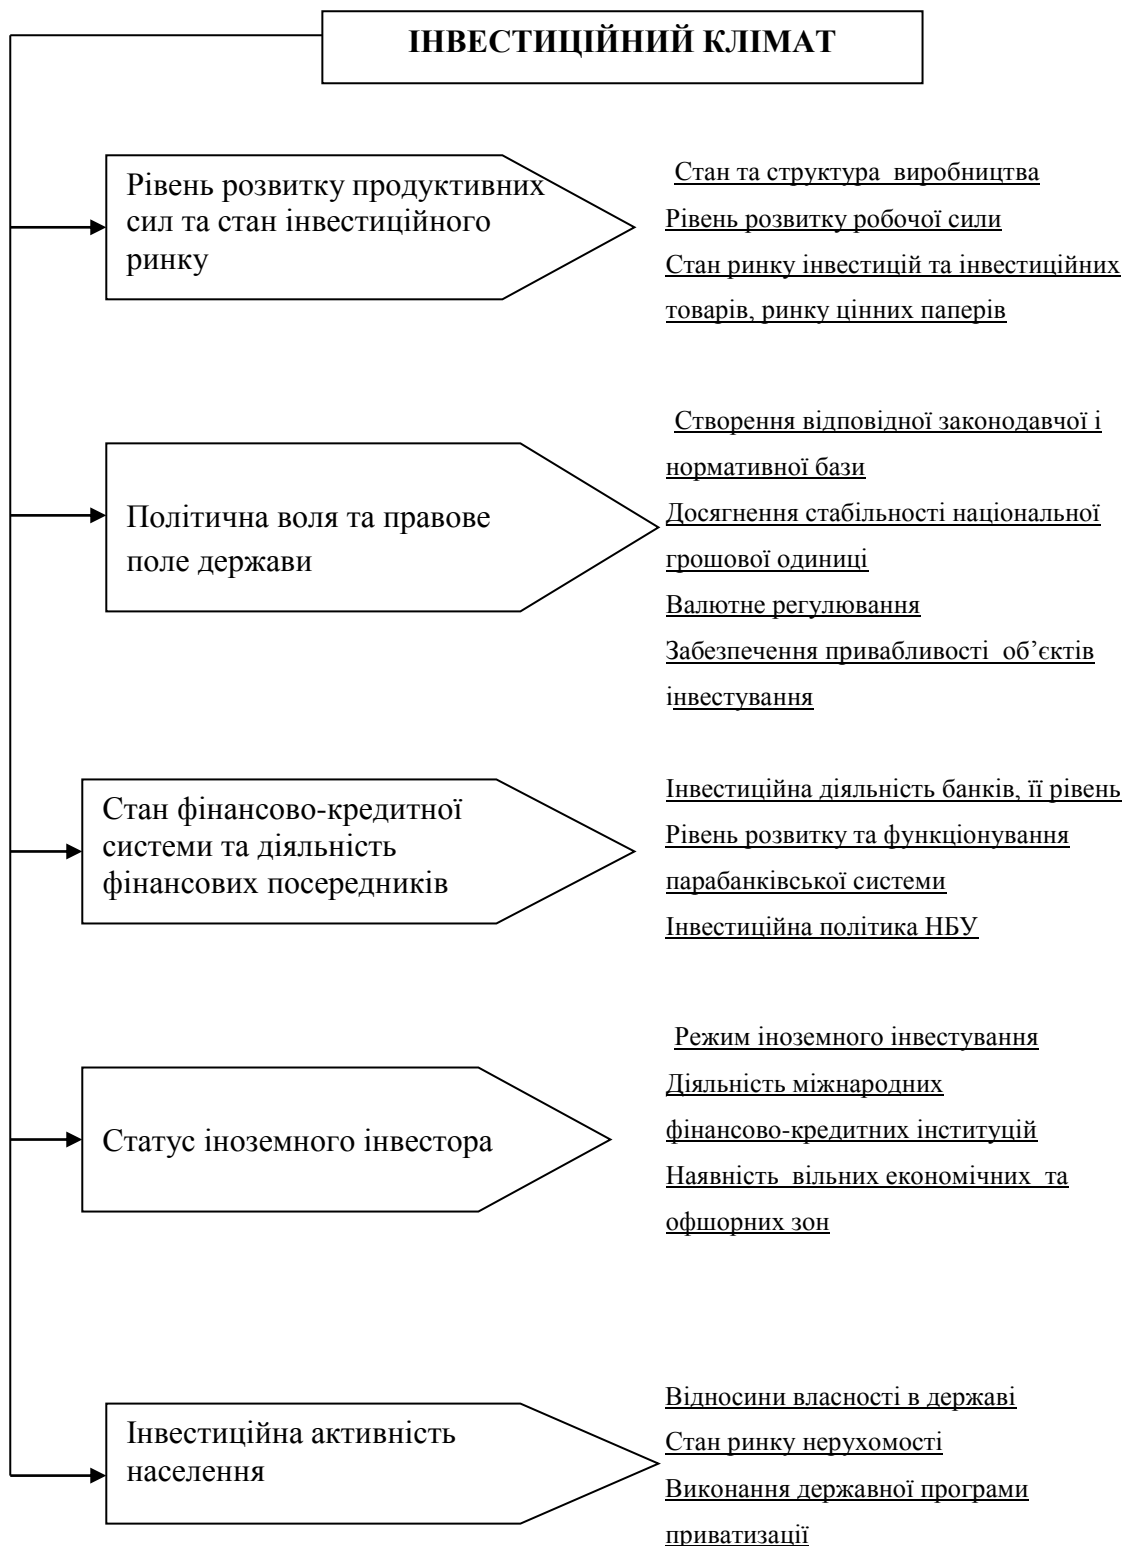 ІНВЕСТИЦІЙНИЙ КЛІМАТ
Рівень розвитку продуктивних
сил та стан інвестиційного
ринку
Стан та структура виробництва
Рівень розвитку робочої сили
Стан ринку інвестицій та інвестиційних
товарів, ринку цінних паперів
Політична воля та правове
поле держави
Створення відповідної законодавчої і
нормативної бази
Досягнення стабільності національної
грошової одиниці
Валютне регулювання
Забезпечення привабливості об’єктів
інвестування
Стан фінансово-кредитної
системи та діяльність
фінансових посередників
Інвестиційна діяльність банків, її рівень
Рівень розвитку та функціонування
парабанківської системи
Інвестиційна політика НБУ
Статус іноземного інвестора
Режим іноземного інвестування
Діяльність міжнародних
фінансово-кредитних інституцій
Наявність вільних економічних та
офшорних зон
Інвестиційна активність
населення
Відносини власності в державі
Стан ринку нерухомості
Виконання державної програми
приватизації